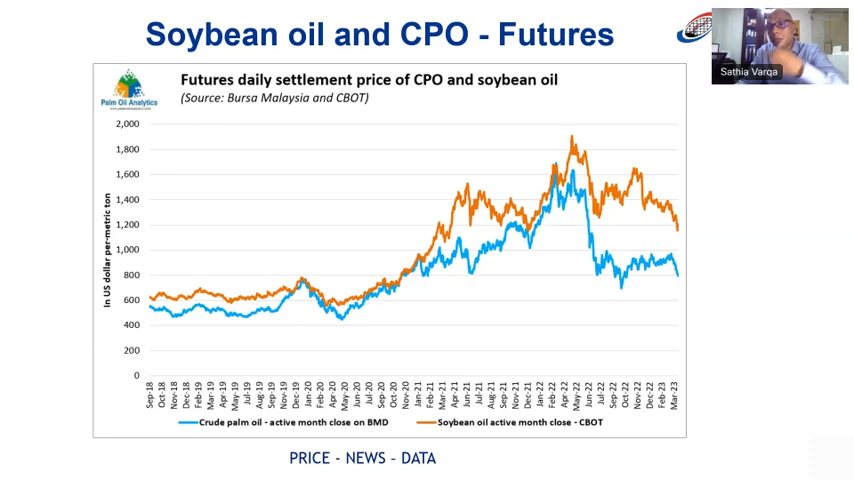 Soybean oil and CPO - Futures
Sathia Varqa
Palm Oil Analytics
Futures daily settlement price of CPO and soybean oil
(Source: Bursa Malaysia and CBOT)
In US dollar per-metric ton
2,000
1,800
1,600
1,400
1,200
1,000
800
600
400
200
0
Sep-18
Oct-18
Nov-18
Dec-18
Feb-19
Mar-19
Apr-19
May-19
Jul-19
Aug-19
Sep-19
Nov-19
Dec-19
Jan-20
Feb-20
Apr-20
May-20
Jun-20
Jul-20
Sep-20
Oct-20
Nov-20
Jan-21
Feb-21
Mar-21
Apr-21
Jun-21
Jul-21
Aug-21
Sep-21
Nov-21
Dec-21
Jan-22
Feb-22
Apr-22
May-22
Jun-22
Jul-22
Sep-22
Oct-22
Nov-22
Dec-22
Feb-23
Mar-23
Crude palm oil - active month close on BMD
Soybean oil active month close - CBOT
PRICE - NEWS - DATA